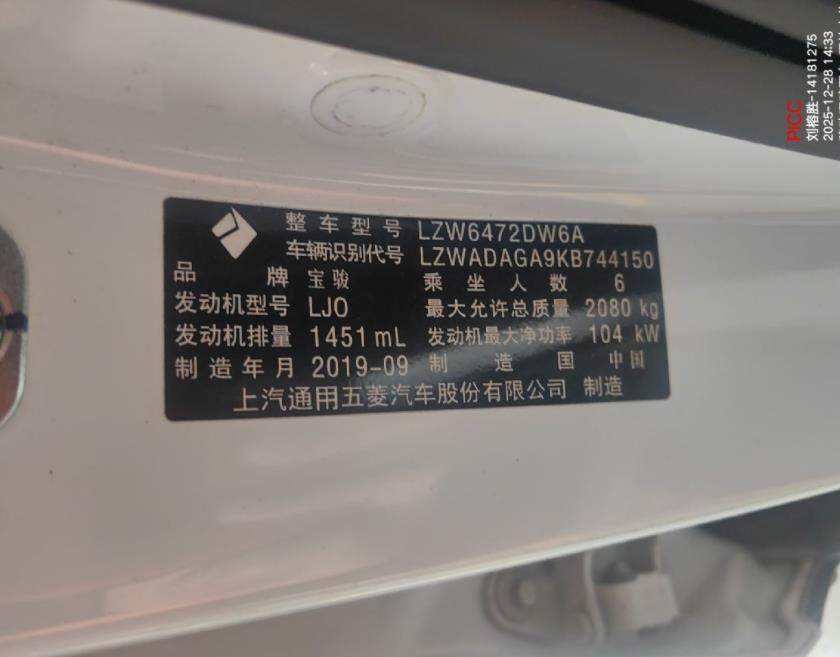 整车型号 LZW6472DW6A
车辆识别代号 LZWADAGA9KB744150
品牌 宝骏 乘坐人数 6
发动机型号 LJO 最大允许总质量 2080 kg
发动机排量 1451 mL 发动机最大净功率 104 kW
制造年月 2019-09 制造国 中国
上汽通用五菱汽车股份有限公司 制造
PICC
刘榕胜-14181275
2025-12-28 14:33